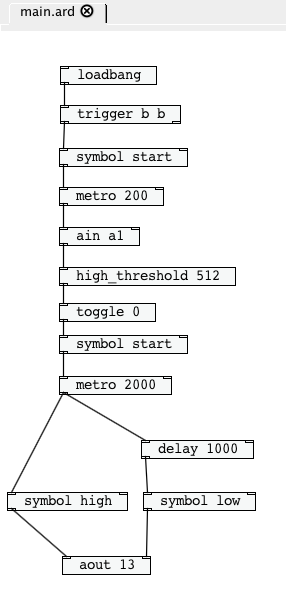 main.ard
loadbang
trigger b b
symbol start
metro 200
ain a1
high_threshold 512
toggle 0
symbol start
metro 2000
delay 1000
symbol high
symbol low
aout 13